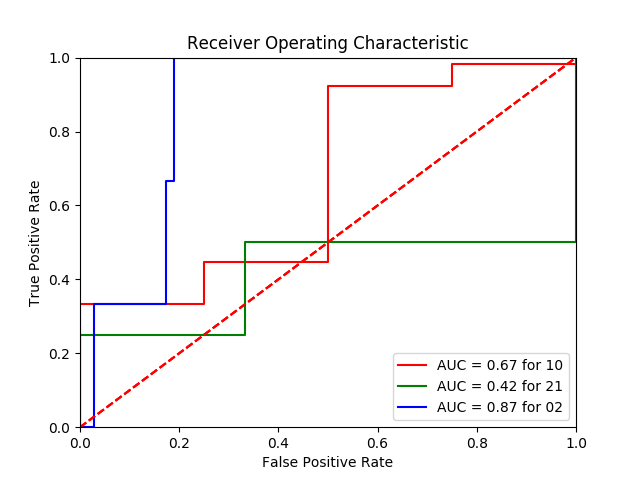 Receiver Operating Characteristic
True Positive Rate
1.0
0.8
0.6
0.4
0.2
0.0
0.0 0.2 0.4 0.6 0.8 1.0
False Positive Rate
AUC = 0.67 for 10
AUC = 0.42 for 21
AUC = 0.87 for 02